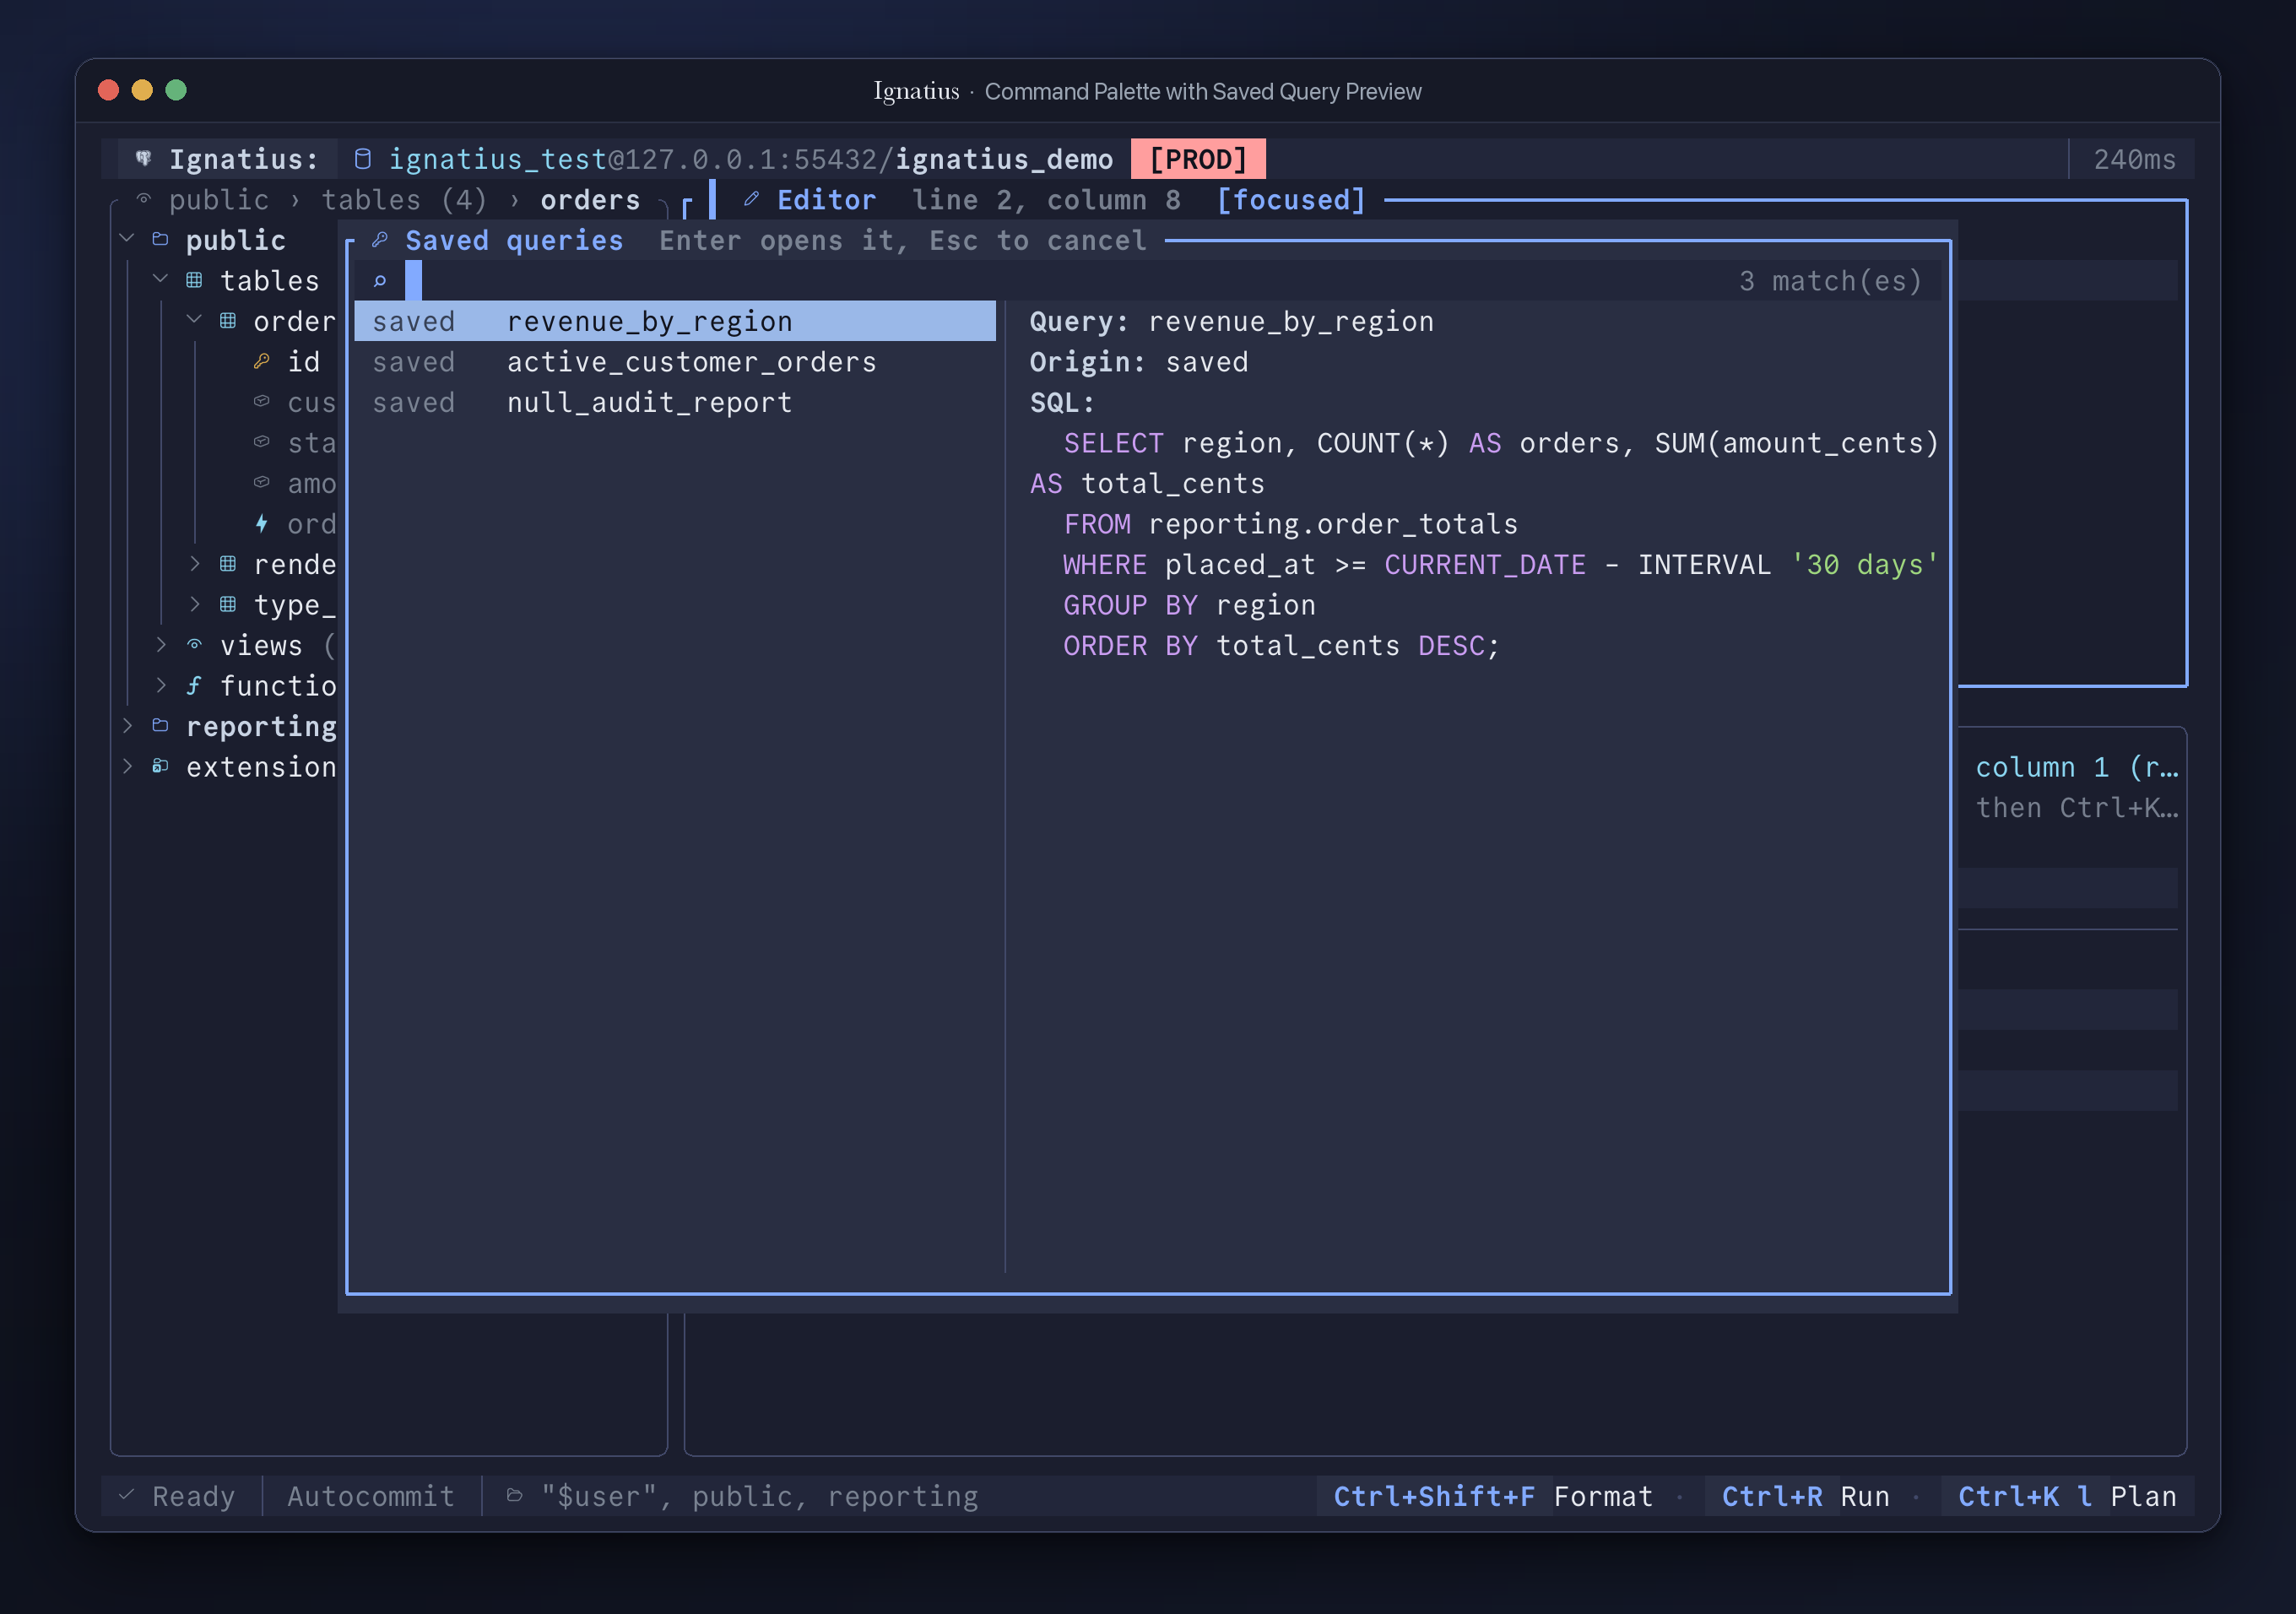 Ignatius · Command Palette with Saved Query Preview
Ignatius: ignatius_test@127.0.0.1:55432/ignatius_demo [PROD] 240ms
public › tables (4) › orders
Editor line 2, column 8 [focused]
public
tables
order
id
cus
sta
amo
ord
rende
type_
views (
functio
reporting
extension
Saved queries Enter opens it, Esc to cancel
3 match(es)
saved revenue_by_region
saved active_customer_orders
saved null_audit_report
Query: revenue_by_region
Origin: saved
SQL:
SELECT region, COUNT(*) AS orders, SUM(amount_cents)
AS total_cents
FROM reporting.order_totals
WHERE placed_at >= CURRENT_DATE - INTERVAL '30 days'
GROUP BY region
ORDER BY total_cents DESC;
column 1 (r…
then Ctrl+K…
Ready Autocommit "$user", public, reporting
Ctrl+Shift+F Format · Ctrl+R Run · Ctrl+K l Plan